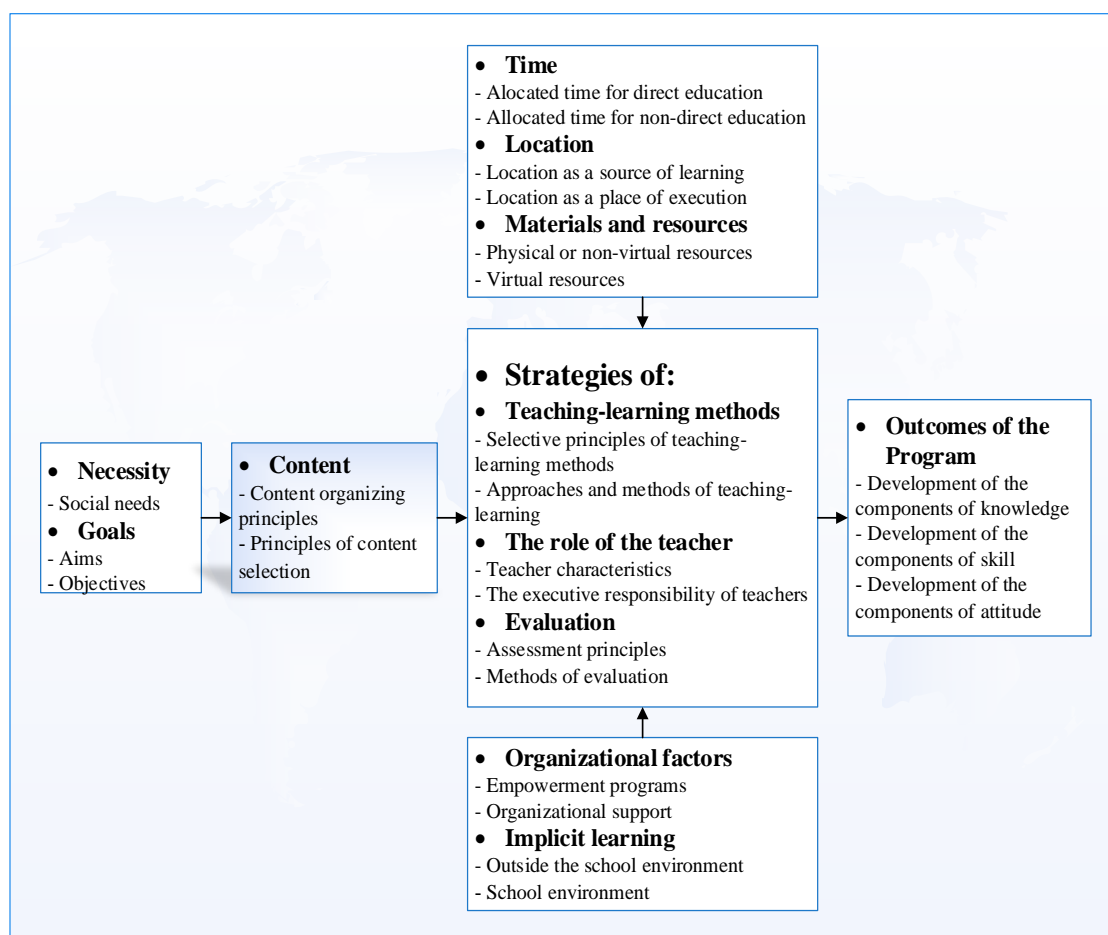 • Time
- Alocated time for direct education
- Allocated time for non-direct education
• Location
- Location as a source of learning
- Location as a place of execution
• Materials and resources
- Physical or non-virtual resources
- Virtual resources
• Necessity
- Social needs
• Goals
- Aims
- Objectives
• Content
- Content organizing
principles
- Principles of content
selection
• Strategies of:
• Teaching-learning methods
- Selective principles of teaching-
learning methods
- Approaches and methods of teaching-
learning
• The role of the teacher
- Teacher characteristics
- The executive responsibility of teachers
• Evaluation
- Assessment principles
- Methods of evaluation
• Outcomes of the
Program
- Development of the
components of knowledge
- Development of the
components of skill
- Development of the
components of attitude
• Organizational factors
- Empowerment programs
- Organizational support
• Implicit learning
- Outside the school environment
- School environment